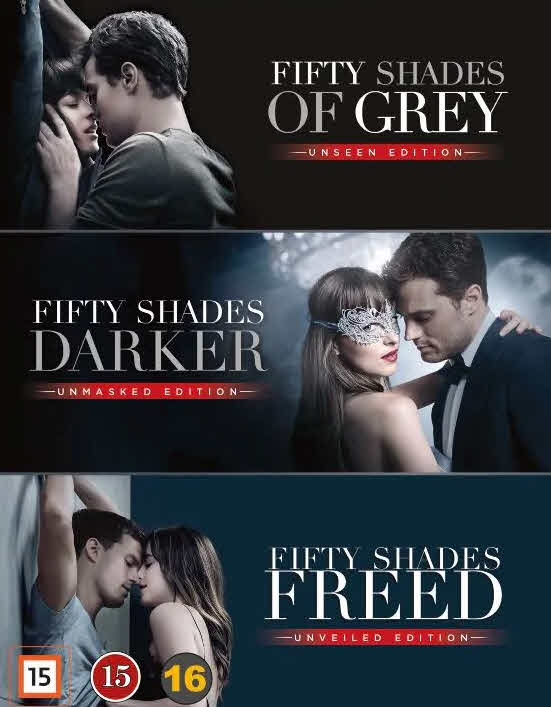 FIFTY SHADES
OF GREY
UNSEEN EDITION
FIFTY SHADES
DARKER
UNMASKED EDITION
FIFTY SHADES
FREED
UNVEILED EDITION
15 15 16